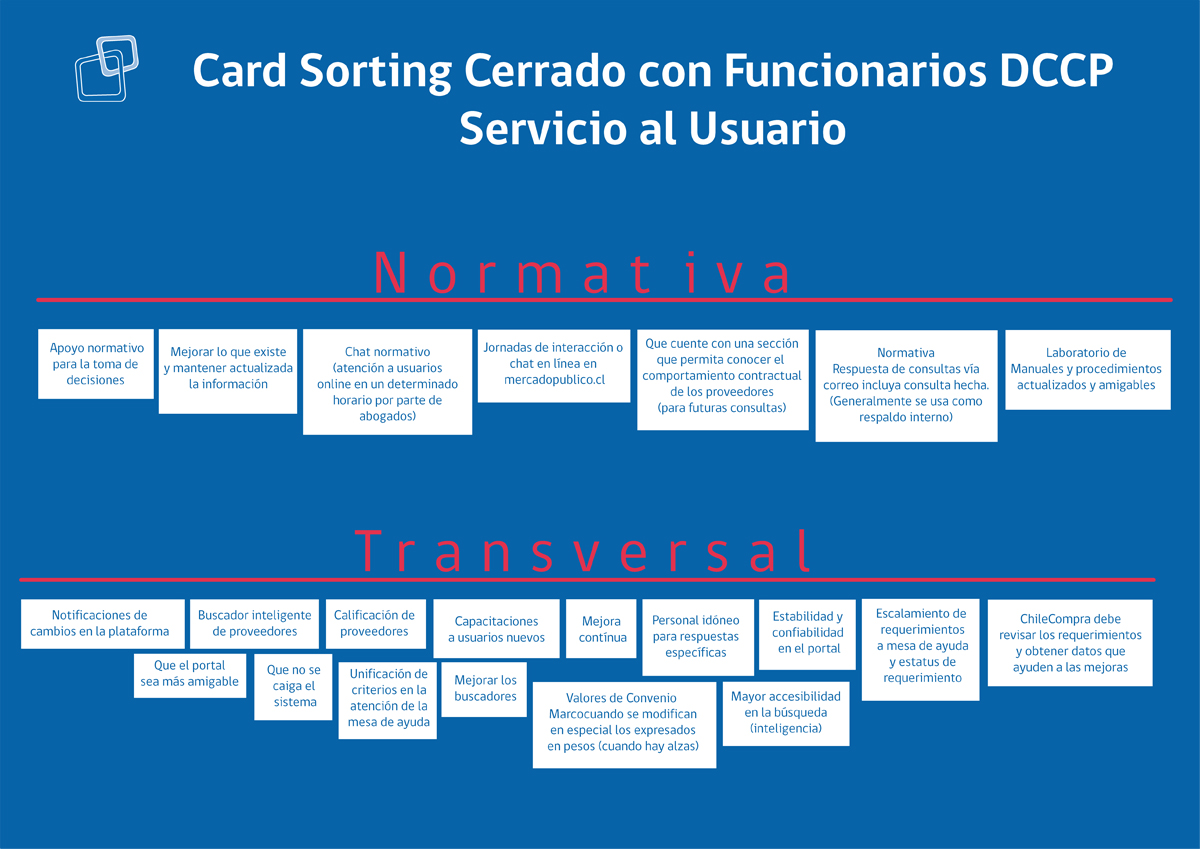 Card Sorting Cerrado con Funcionarios DCCP
Servicio al Usuario
Normativa
Apoyo normativo
para la toma de
decisiones
Mejorar lo que existe
y mantener actualizada
la información
Chat normativo
(atención a usuarios
online en un determinado
horario por parte de
abogados)
Jornadas de interacción o
chat en línea en
mercadopublico.cl
Que cuente con una sección
que permita conocer el
comportamiento contractual
de los proveedores
(para futuras consultas)
Normativa
Respuesta de consultas vía
correo incluya consulta hecha.
(Generalmente se usa como
respaldo interno)
Laboratorio de
Manuales y procedimientos
actualizados y amigables
Transversal
Notificaciones de
cambios en la plataforma
Buscador inteligente
de proveedores
Calificación de
proveedores
Capacitaciones
a usuarios nuevos
Mejora
contínua
Personal idóneo
para respuestas
específicas
Estabilidad y
confiabilidad
en el portal
Escalamiento de
requerimientos
a mesa de ayuda
y estatus de
requerimiento
ChileCompra debe
revisar los requerimientos
y obtener datos que
ayuden a las mejoras
Que el portal
sea más amigable
Que no se
caiga el
sistema
Unificación de
criterios en la
atención de la
mesa de ayuda
Mejorar los
buscadores
Valores de Convenio
Marcocuando se modifican
en especial los expresados
en pesos (cuando hay alzas)
Mayor accesibilidad
en la búsqueda
(inteligencia)